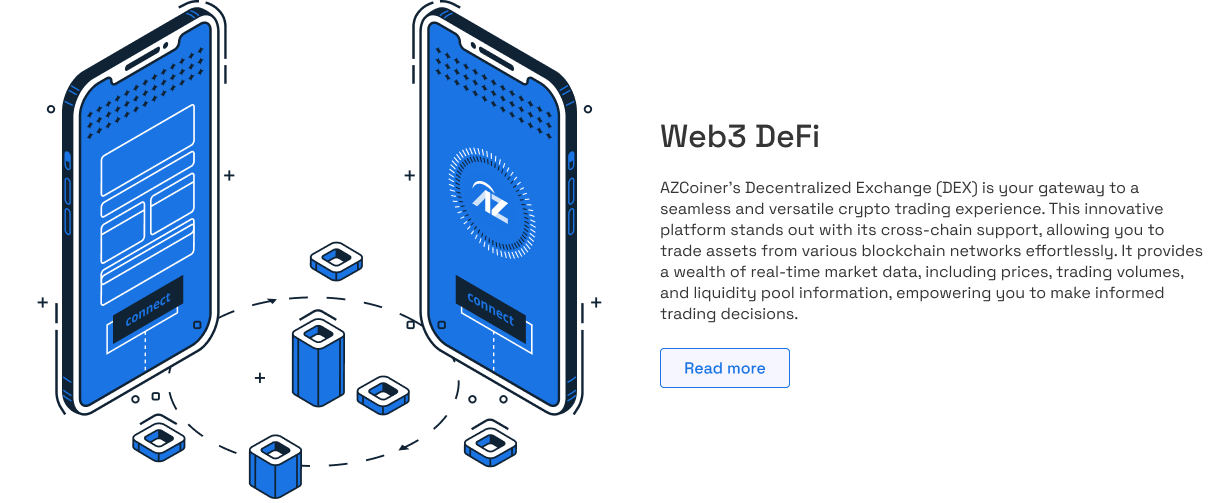 AZ
connect
connect
Web3 DeFi
AZCoiner's Decentralized Exchange (DEX) is your gateway to a
seamless and versatile crypto trading experience. This innovative
platform stands out with its cross-chain support, allowing you to
trade assets from various blockchain networks effortlessly. It provides
a wealth of real-time market data, including prices, trading volumes,
and liquidity pool information, empowering you to make informed
trading decisions.
Read more